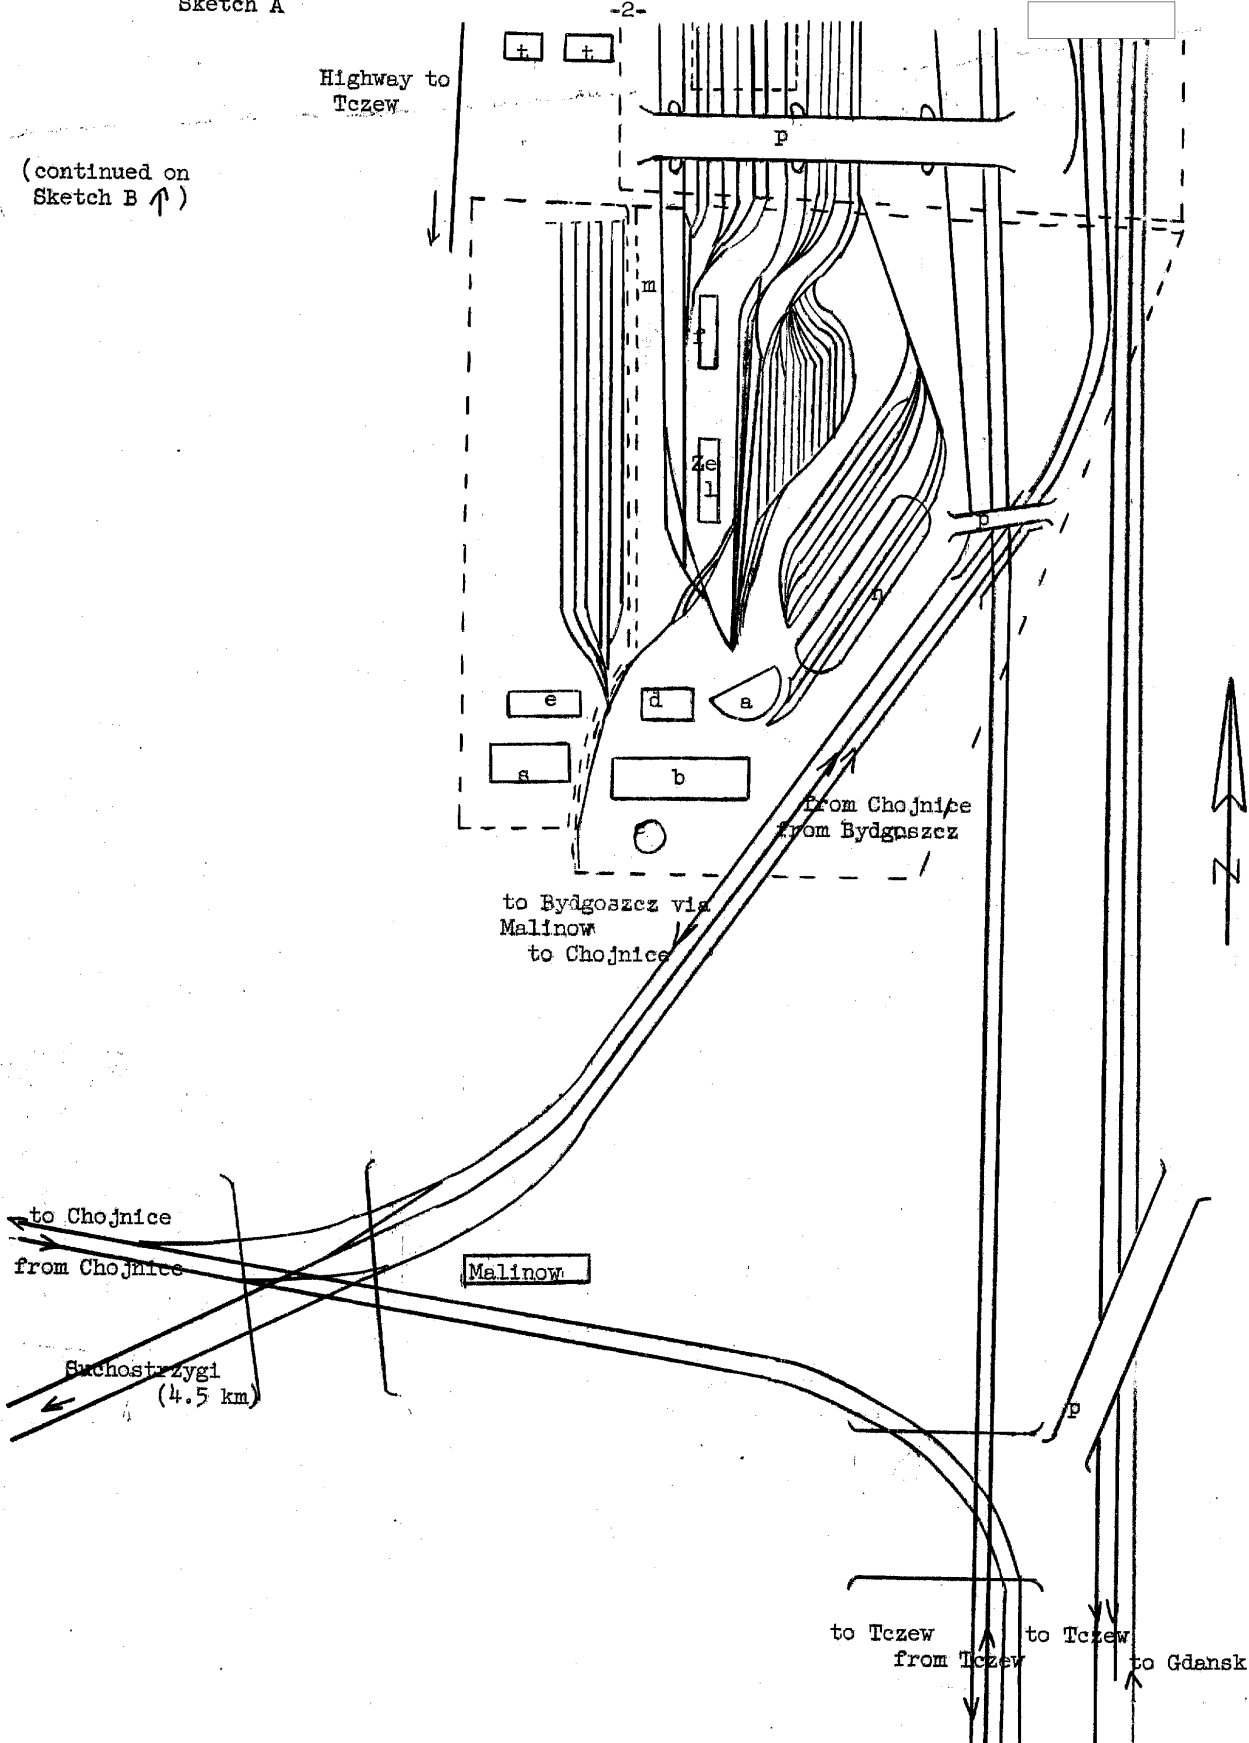 Sketch A
-2-
t t
Highway to
Tczew
p
(continued on
Sketch B ↑)
m
f
Ze
l
p
n
e d a
s b
from Chojnice
from Bydgoszcz
to Bydgoszcz via
Malinow
to Chojnice
N
to Chojnice
from Chojnice
Malinow
Suchostrzygi
(4.5 km)
p
to Tczew to Tczew
from Tczew
to Gdansk